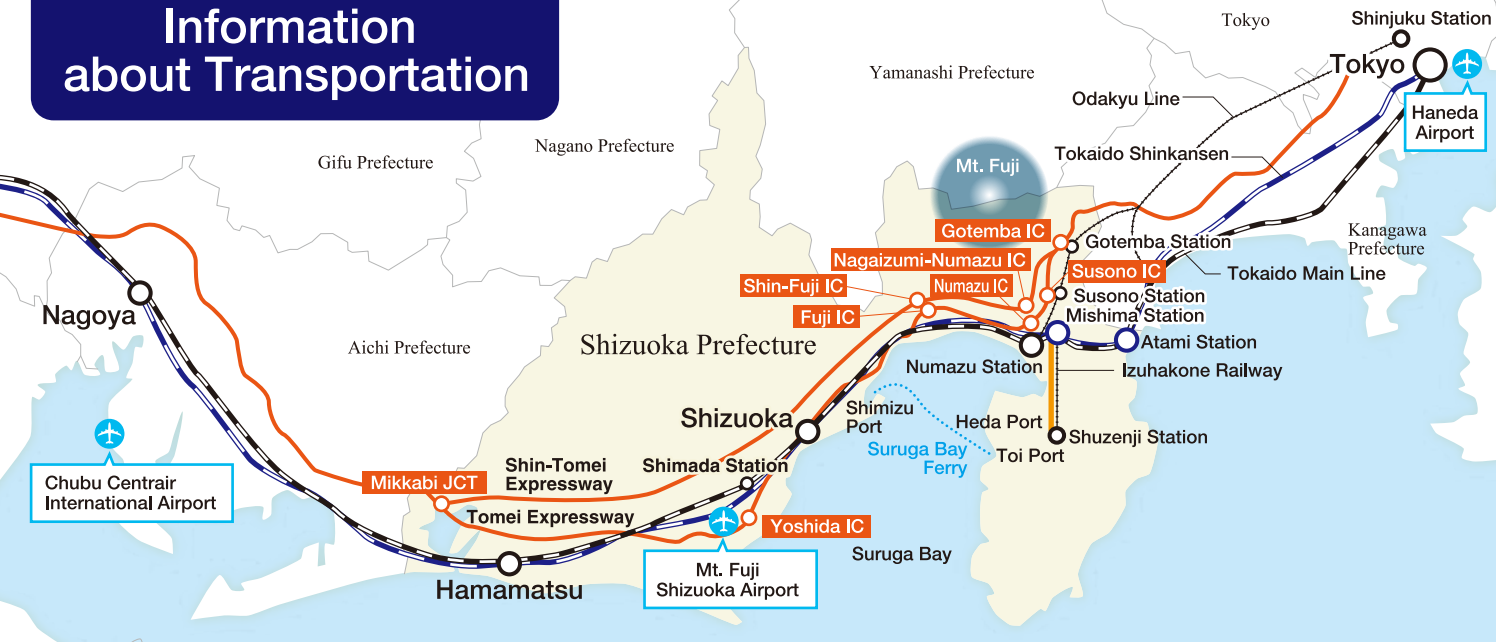 Information
about Transportation
Tokyo
Shinjuku Station
Tokyo
Yamanashi Prefecture
Odakyu Line
Haneda
Airport
Nagano Prefecture
Gifu Prefecture
Tokaido Shinkansen
Mt. Fuji
Gotemba IC
Gotemba Station
Kanagawa
Prefecture
Nagaizumi-Numazu IC
Susono IC
Tokaido Main Line
Shin-Fuji IC
Numazu IC
Susono Station
Fuji IC
Mishima Station
Nagoya
Aichi Prefecture
Shizuoka Prefecture
Atami Station
Numazu Station
Izuhakone Railway
Shizuoka
Shimizu
Port
Heda Port
Shuzenji Station
Suruga Bay
Ferry
Toi Port
Chubu Centrair
International Airport
Mikkabi JCT
Shin-Tomei
Expressway
Shimada Station
Tomei Expressway
Yoshida IC
Suruga Bay
Mt. Fuji
Shizuoka Airport
Hamamatsu